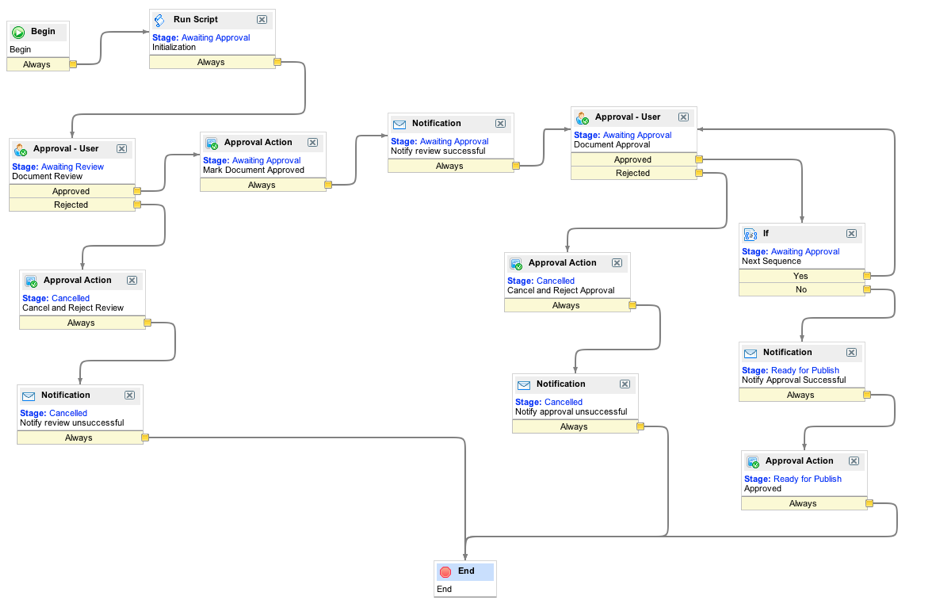 Begin
Begin
Always
Run Script
Stage: Awaiting Approval
Initialization
Always
Approval - User
Stage: Awaiting Review
Document Review
Approved
Rejected
Approval Action
Stage: Awaiting Approval
Mark Document Approved
Always
Notification
Stage: Awaiting Approval
Notify review successful
Always
Approval - User
Stage: Awaiting Approval
Document Approval
Approved
Rejected
If
Stage: Awaiting Approval
Next Sequence
Yes
No
Approval Action
Stage: Cancelled
Cancel and Reject Review
Always
Approval Action
Stage: Cancelled
Cancel and Reject Approval
Always
Notification
Stage: Ready for Publish
Notify Approval Successful
Always
Notification
Stage: Cancelled
Notify review unsuccessful
Always
Notification
Stage: Cancelled
Notify approval unsuccessful
Always
Approval Action
Stage: Ready for Publish
Approved
Always
End
End